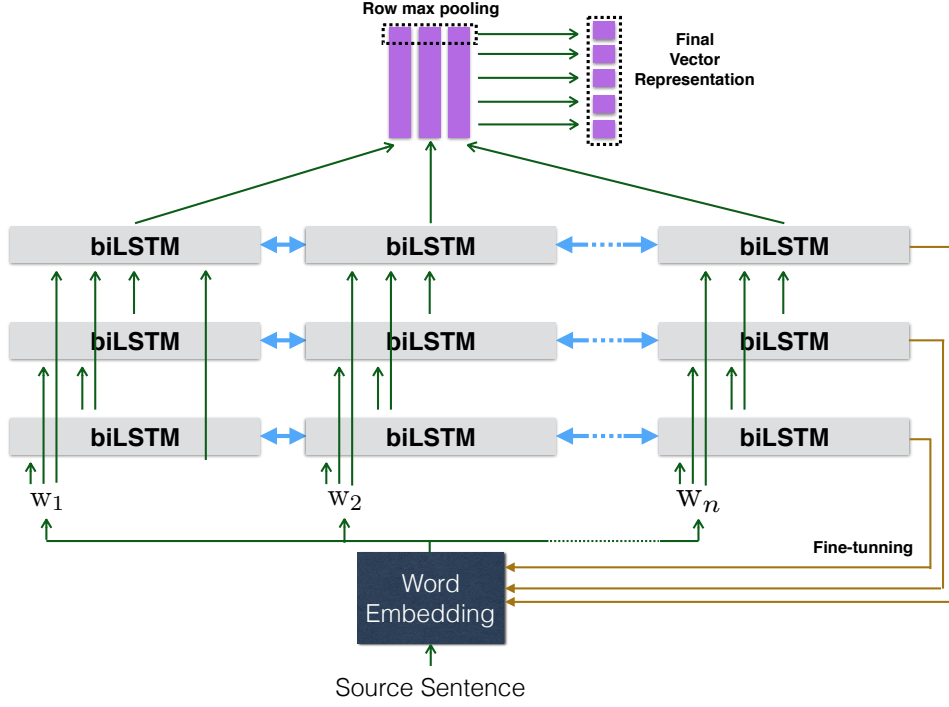 Row max pooling
Final
Vector
Representation
biLSTM biLSTM biLSTM
biLSTM biLSTM biLSTM
biLSTM biLSTM biLSTM
w₁ w₂ wₙ
Fine-tunning
Word
Embedding
Source Sentence